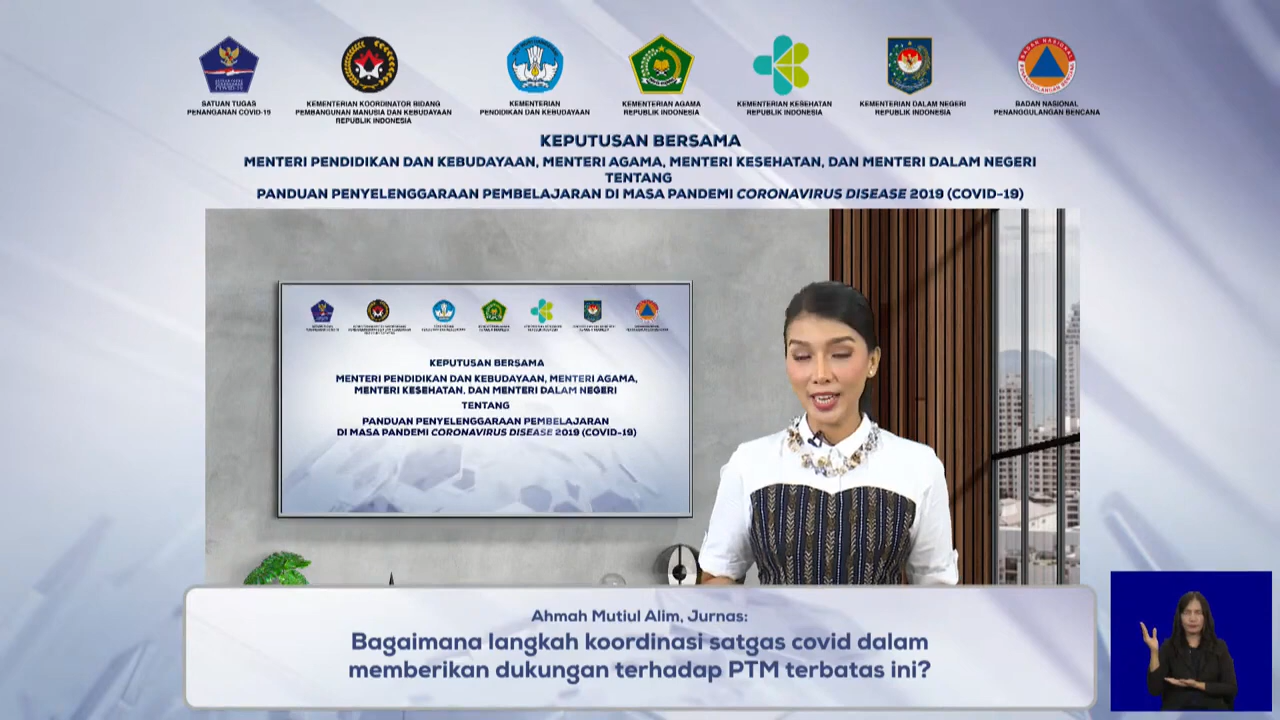 SATUAN TUGAS
PENANGANAN COVID-19
KEMENTERIAN KOORDINATOR BIDANG
PEMBANGUNAN MANUSIA DAN KEBUDAYAAN
REPUBLIK INDONESIA
KEMENTERIAN
PENDIDIKAN DAN KEBUDAYAAN
KEMENTERIAN AGAMA
REPUBLIK INDONESIA
KEMENTERIAN KESEHATAN
REPUBLIK INDONESIA
KEMENTERIAN DALAM NEGERI
REPUBLIK INDONESIA
BADAN NASIONAL
PENANGGULANGAN BENCANA
KEPUTUSAN BERSAMA
MENTERI PENDIDIKAN DAN KEBUDAYAAN, MENTERI AGAMA, MENTERI KESEHATAN, DAN MENTERI DALAM NEGERI
TENTANG
PANDUAN PENYELENGGARAAN PEMBELAJARAN DI MASA PANDEMI CORONAVIRUS DISEASE 2019 (COVID-19)
KEPUTUSAN BERSAMA
MENTERI PENDIDIKAN DAN KEBUDAYAAN, MENTERI AGAMA,
MENTERI KESEHATAN, DAN MENTERI DALAM NEGERI
TENTANG
PANDUAN PENYELENGGARAAN PEMBELAJARAN
DI MASA PANDEMI CORONAVIRUS DISEASE 2019 (COVID-19)
Ahmah Mutiul Alim, Jurnas:
Bagaimana langkah koordinasi satgas covid dalam
memberikan dukungan terhadap PTM terbatas ini?